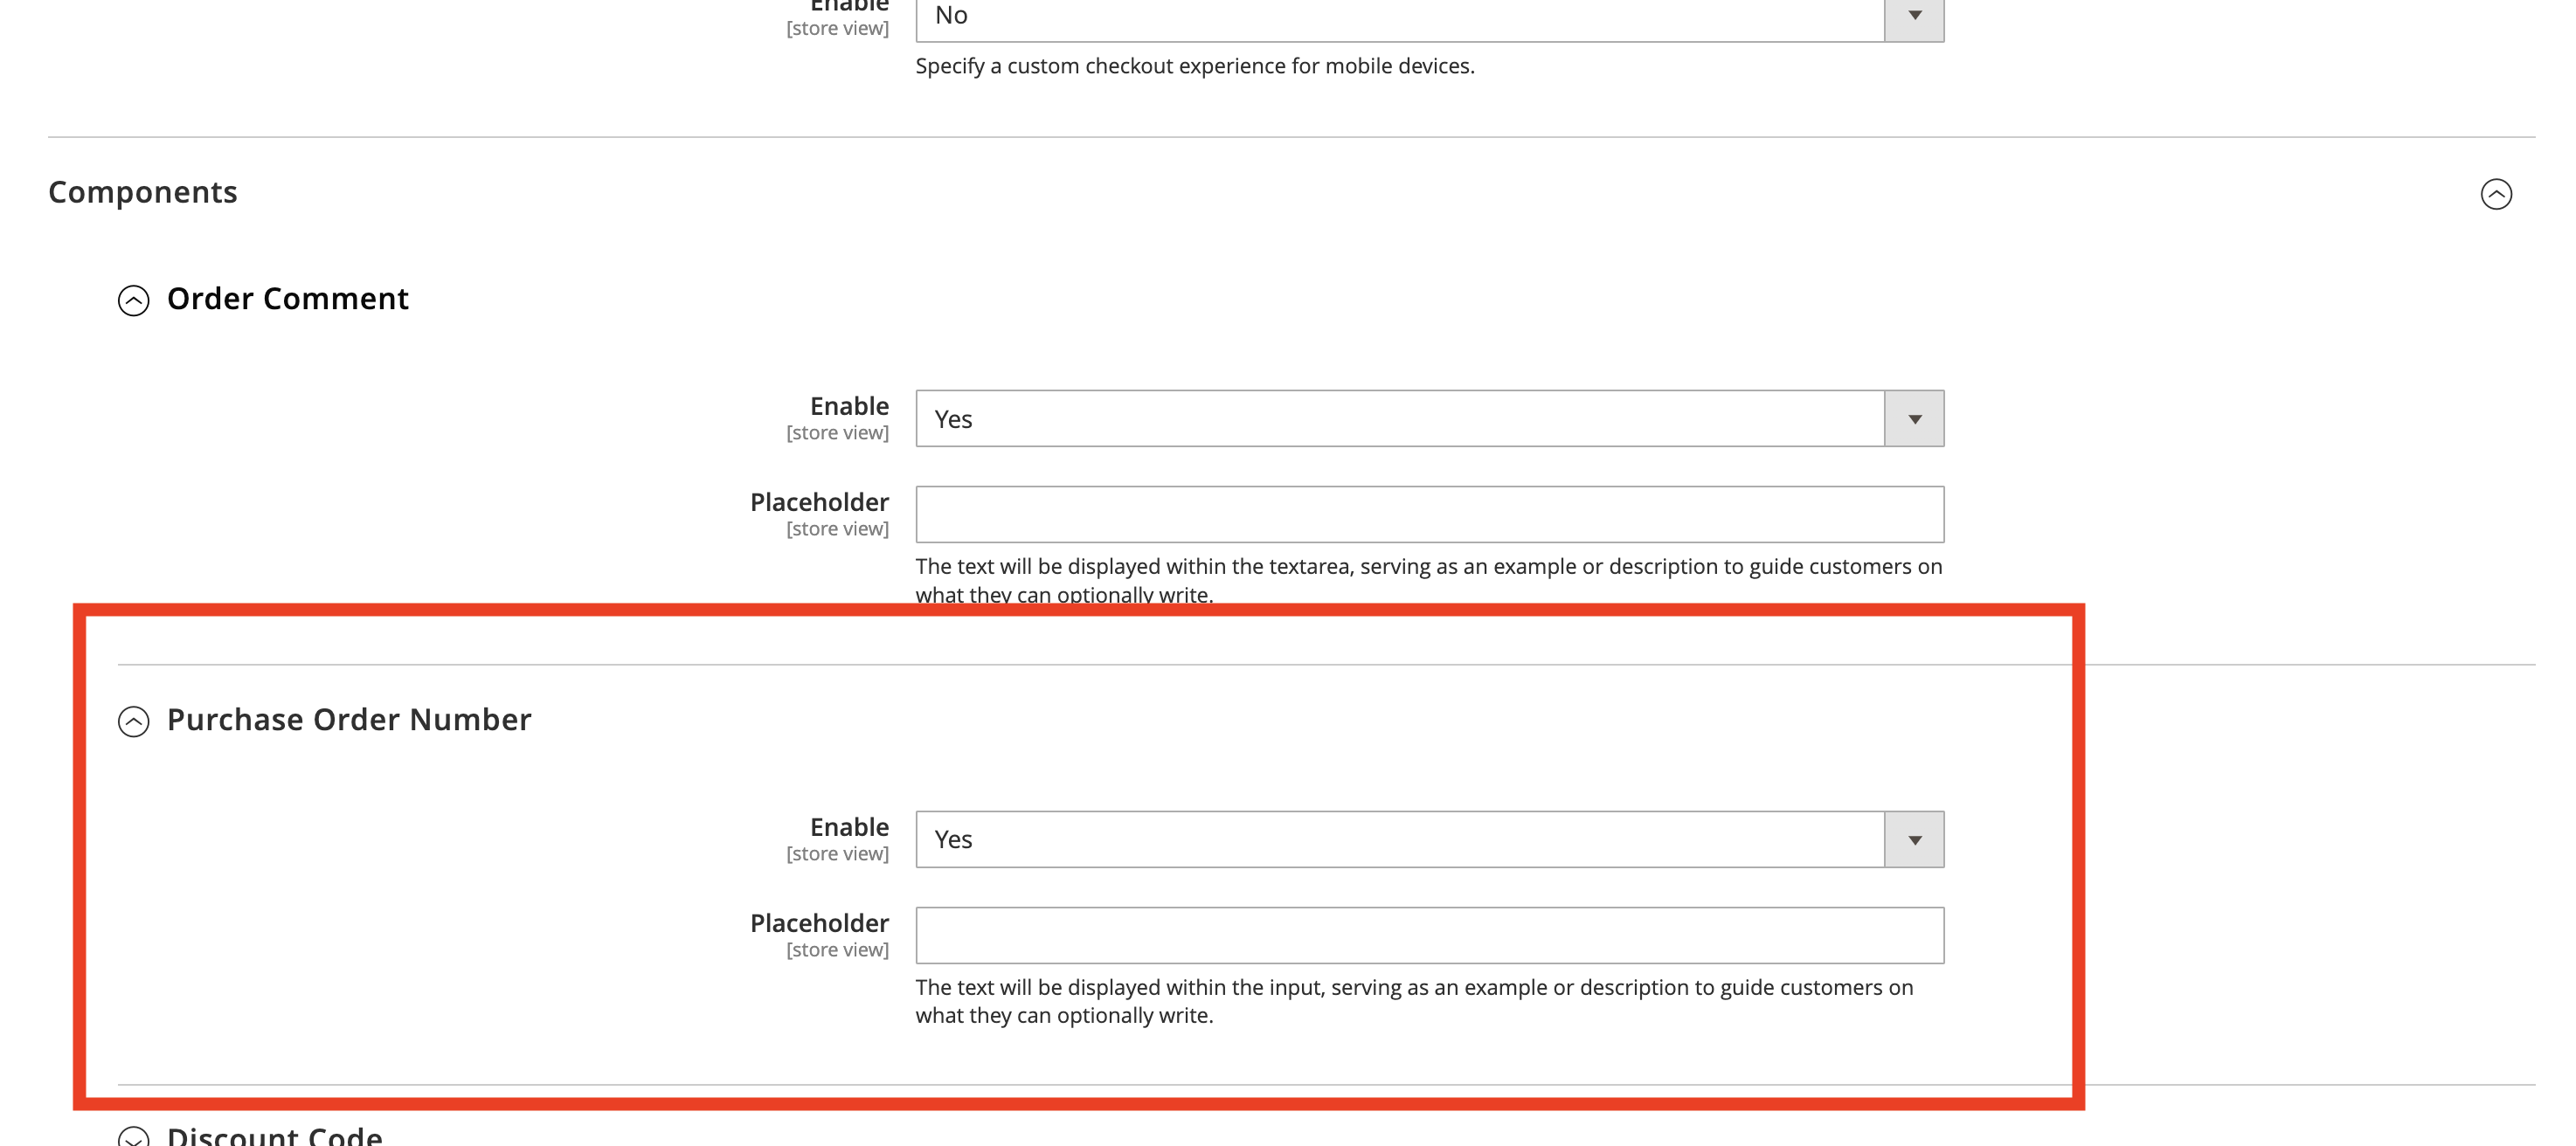 Enable
[store view]
No
Specify a custom checkout experience for mobile devices.
Components
Order Comment
Enable
[store view]
Yes
Placeholder
[store view]
The text will be displayed within the textarea, serving as an example or description to guide customers on
what they can optionally write.
Purchase Order Number
Enable
[store view]
Yes
Placeholder
[store view]
The text will be displayed within the input, serving as an example or description to guide customers on
what they can optionally write.
Discount Code